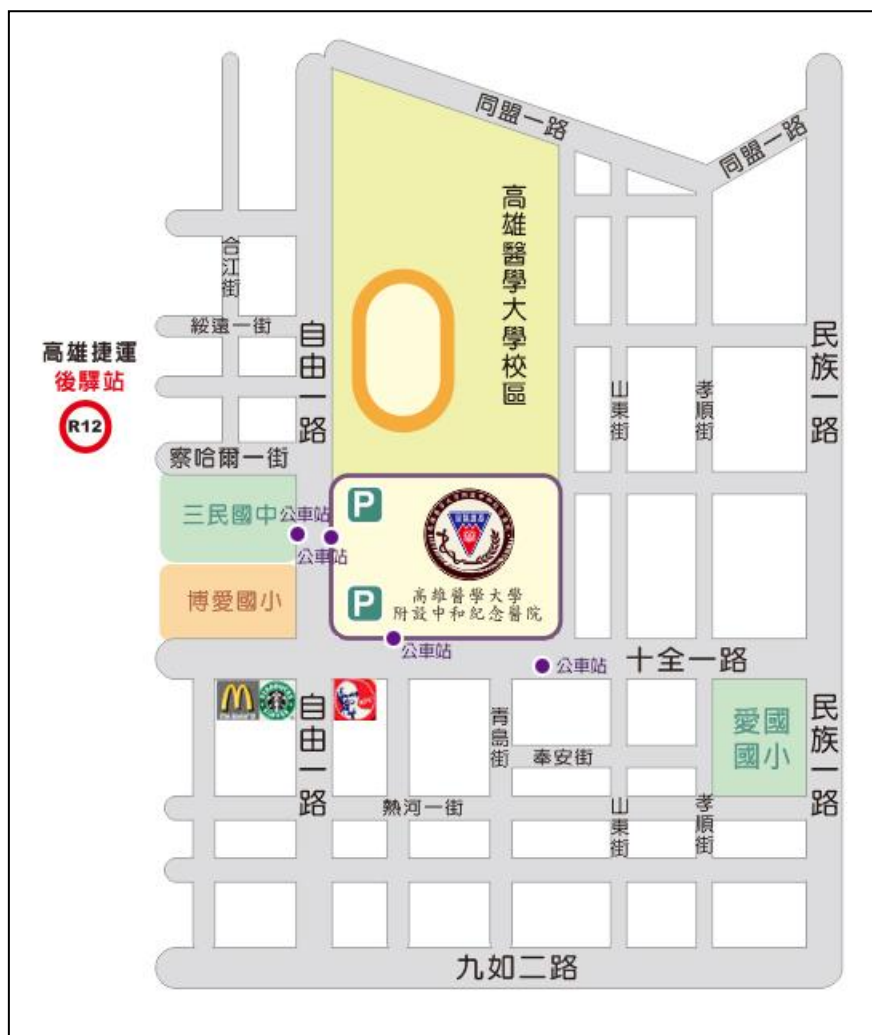 同盟一路
同盟一路
高雄醫學大學校區
合江街
綏遠一街
自由一路
民族一路
高雄捷運
後驛站
R12
山東街
孝順街
察哈爾一街
P
三民國中
公車站
公車站
博愛國小
P
高雄醫學大學
附設中和紀念醫院
公車站
公車站
十全一路
自由一路
青島街
愛國
國小
民族一路
奉安街
熱河一街
山東街
孝順街
九如二路